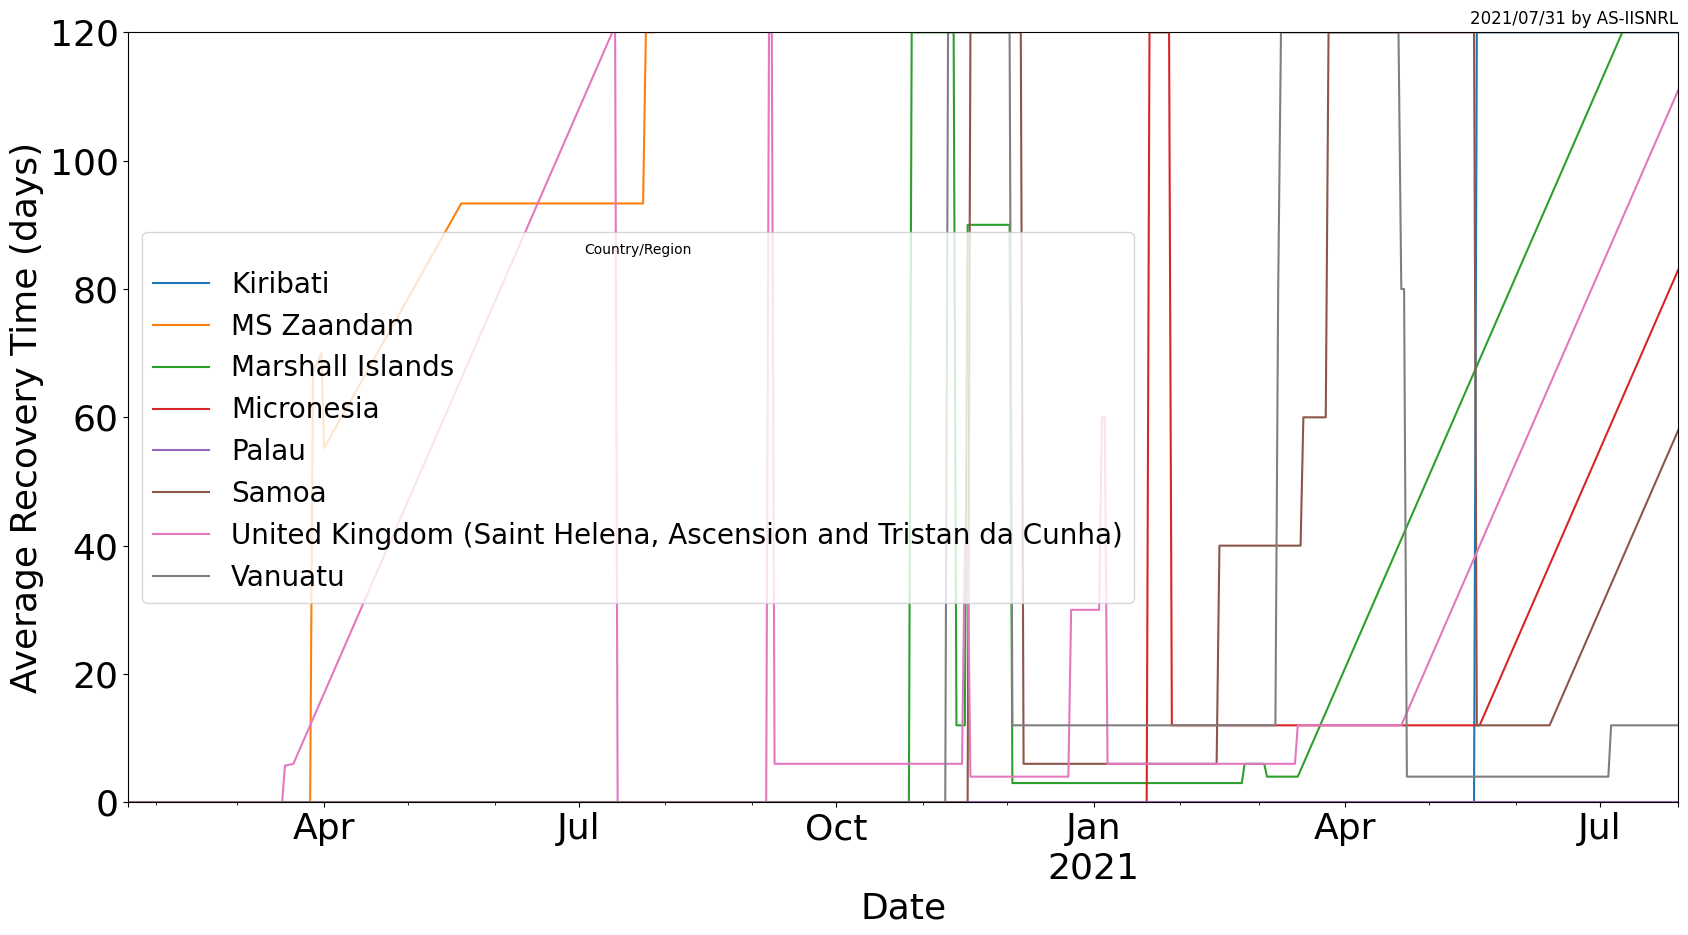 2021/07/31 by AS-IISNRL
Average Recovery Time (days)
120
100
80
60
40
20
0
Country/Region
Kiribati
MS Zaandam
Marshall Islands
Micronesia
Palau
Samoa
United Kingdom (Saint Helena, Ascension and Tristan da Cunha)
Vanuatu
Apr Jul Oct Jan Apr Jul
2021
Date